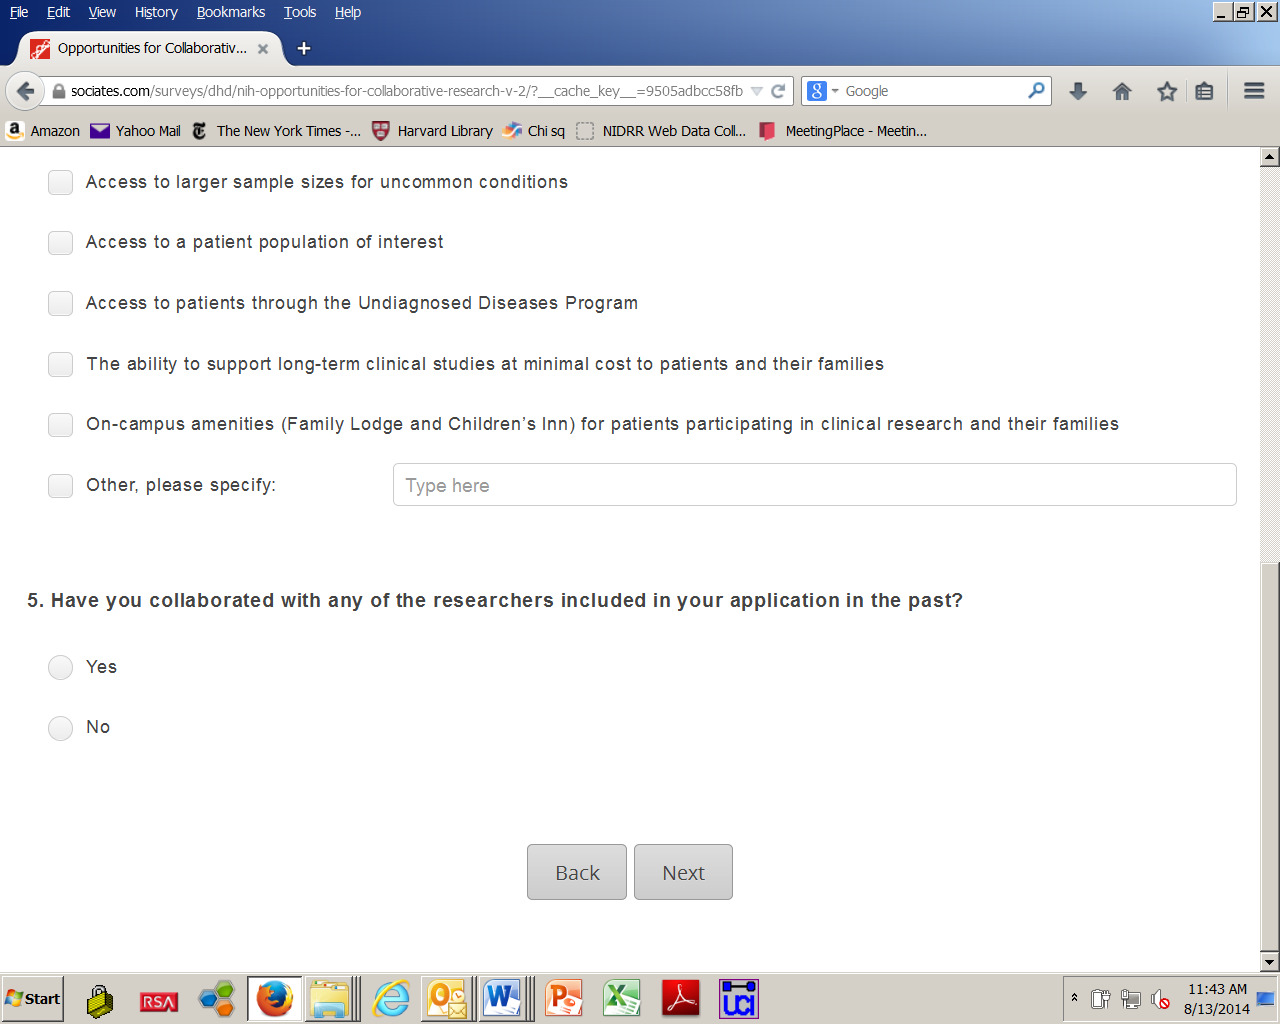 File Edit View History Bookmarks Tools Help
Opportunities for Collaborativ...
sociates.com/surveys/dhd/nih-opportunities-for-collaborative-research-v-2/?__cache_key__=9505adbcc58fb
8 Google
a Amazon Yahoo Mail The New York Times -... Harvard Library Chi sq NIDRR Web Data Coll... MeetingPlace - Meetin...
Access to larger sample sizes for uncommon conditions
Access to a patient population of interest
Access to patients through the Undiagnosed Diseases Program
The ability to support long-term clinical studies at minimal cost to patients and their families
On-campus amenities (Family Lodge and Children’s Inn) for patients participating in clinical research and their families
Other, please specify: Type here
5. Have you collaborated with any of the researchers included in your application in the past?
Yes
No
Back Next
Start RSA UCI 11:43 AM
8/13/2014